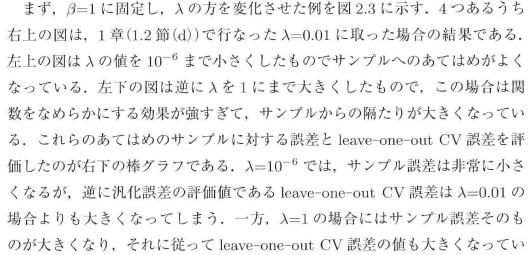 まず，β=1 に固定し，λ の方を変化させた例を図 2.3 に示す．4 つあるうち
右上の図は，1 章(1.2 節(d))で行なった λ=0.01 に取った場合の結果である．
左上の図は λ の値を 10⁻⁶ まで小さくしたものでサンプルへのあてはめがよく
なっている．左下の図は逆に λ を 1 にまで大きくしたもので，この場合は関
数をなめらかにする効果が強すぎて，サンプルからの隔たりが大きくなってい
る．これらのあてはめのサンプルに対する誤差と leave-one-out CV 誤差を評
価したのが右下の棒グラフである．λ=10⁻⁶ では，サンプル誤差は非常に小さ
くなるが，逆に汎化誤差の評価値である leave-one-out CV 誤差は λ=0.01 の
場合よりも大きくなってしまう．一方，λ=1 の場合にはサンプル誤差そのも
のが大きくなり，それに従って leave-one-out CV 誤差の値も大きくなってい